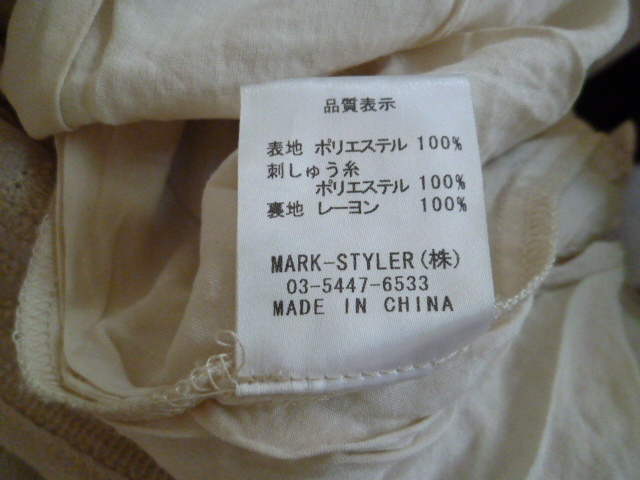 品質表示
表地 ポリエステル 100%
刺しゅう糸
ポリエステル 100%
裏地 レーヨン 100%
MARK-STYLER(株)
03-5447-6533
MADE IN CHINA